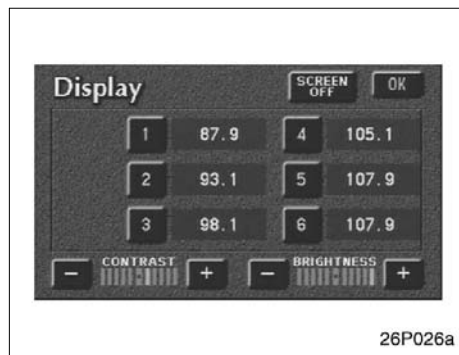 Display SCREEN OFF OK
1 87.9 4 105.1
2 93.1 5 107.9
3 98.1 6 107.9
CONTRAST BRIGHTNESS
− + − +
26P026a